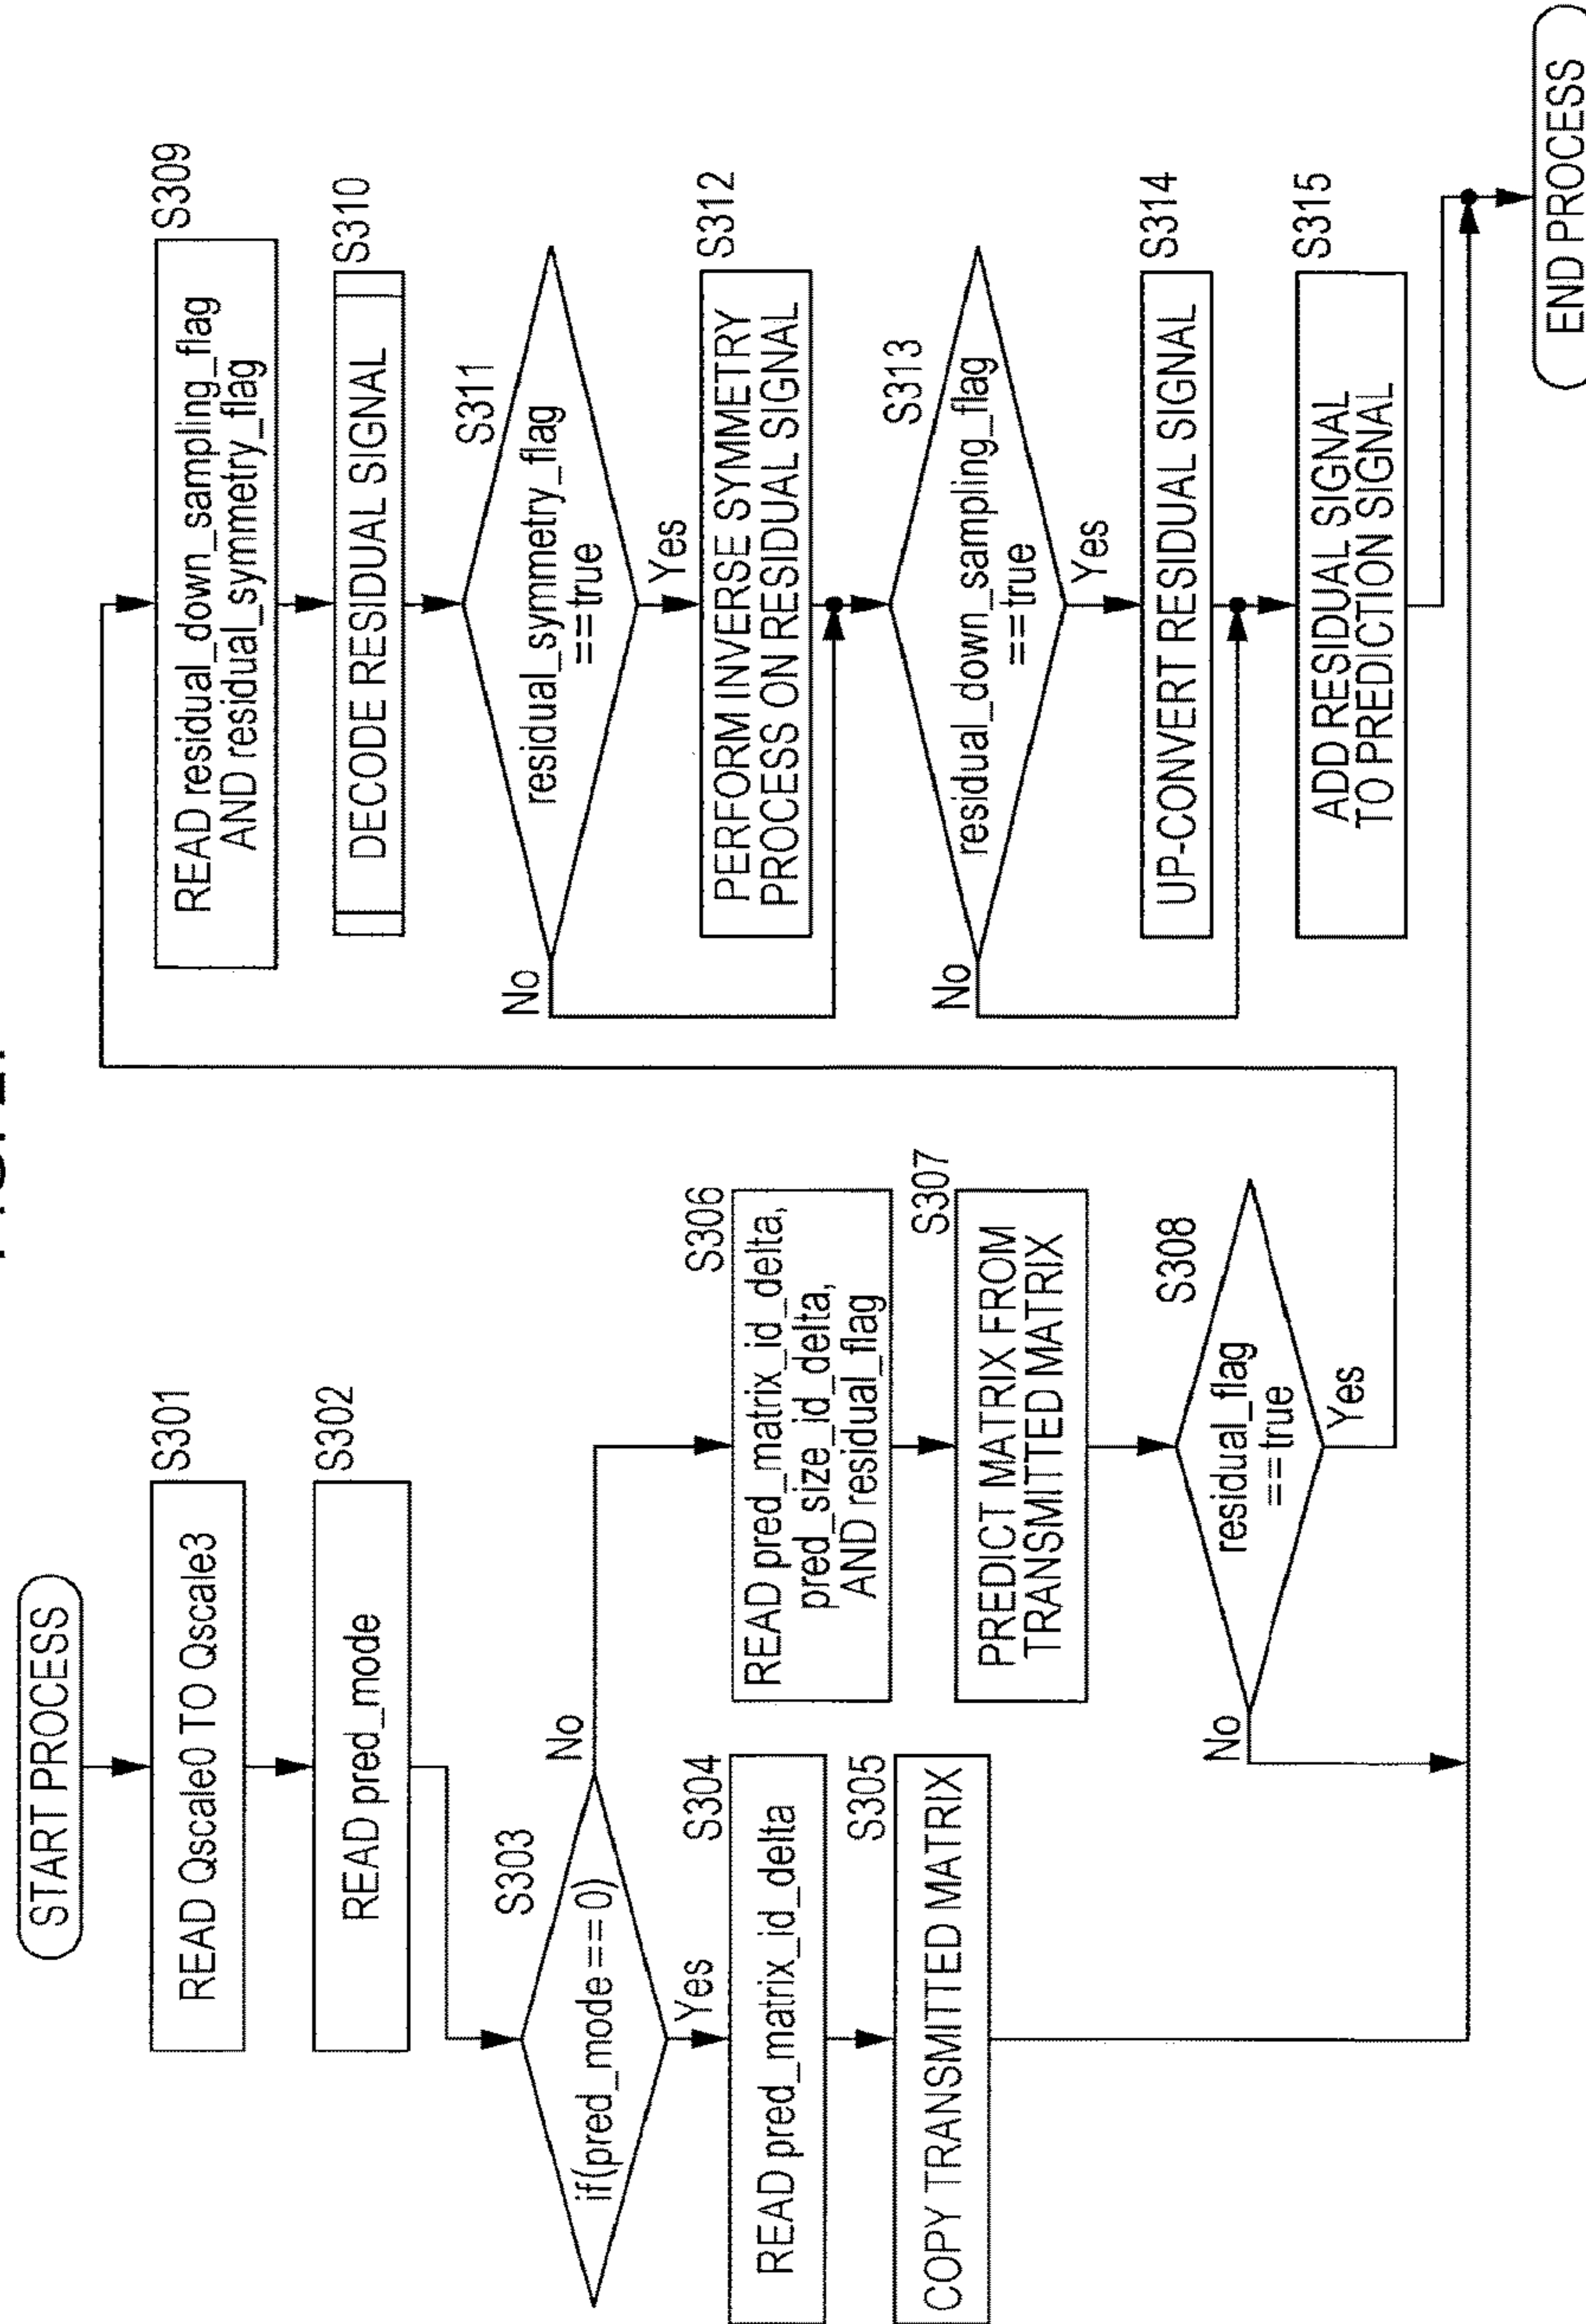 START PROCESS
S301
READ Qscale0 TO Qscale3
S302
READ pred_mode
S303
if(pred_mode==0)
Yes
No
S304
READ pred_matrix_id_delta
S305
COPY TRANSMITTED MATRIX
S306
READ pred_matrix_id_delta,
pred_size_id_delta,
AND residual_flag
S307
PREDICT MATRIX FROM
TRANSMITTED MATRIX
S308
residual_flag
==true
No
Yes
S309
READ residual_down_sampling_flag
AND residual_symmetry_flag
S310
DECODE RESIDUAL SIGNAL
S311
residual_symmetry_flag
==true
No
Yes
S312
PERFORM INVERSE SYMMETRY
PROCESS ON RESIDUAL SIGNAL
S313
residual_down_sampling_flag
==true
No
Yes
S314
UP-CONVERT RESIDUAL SIGNAL
S315
ADD RESIDUAL SIGNAL
TO PREDICTION SIGNAL
END PROCESS